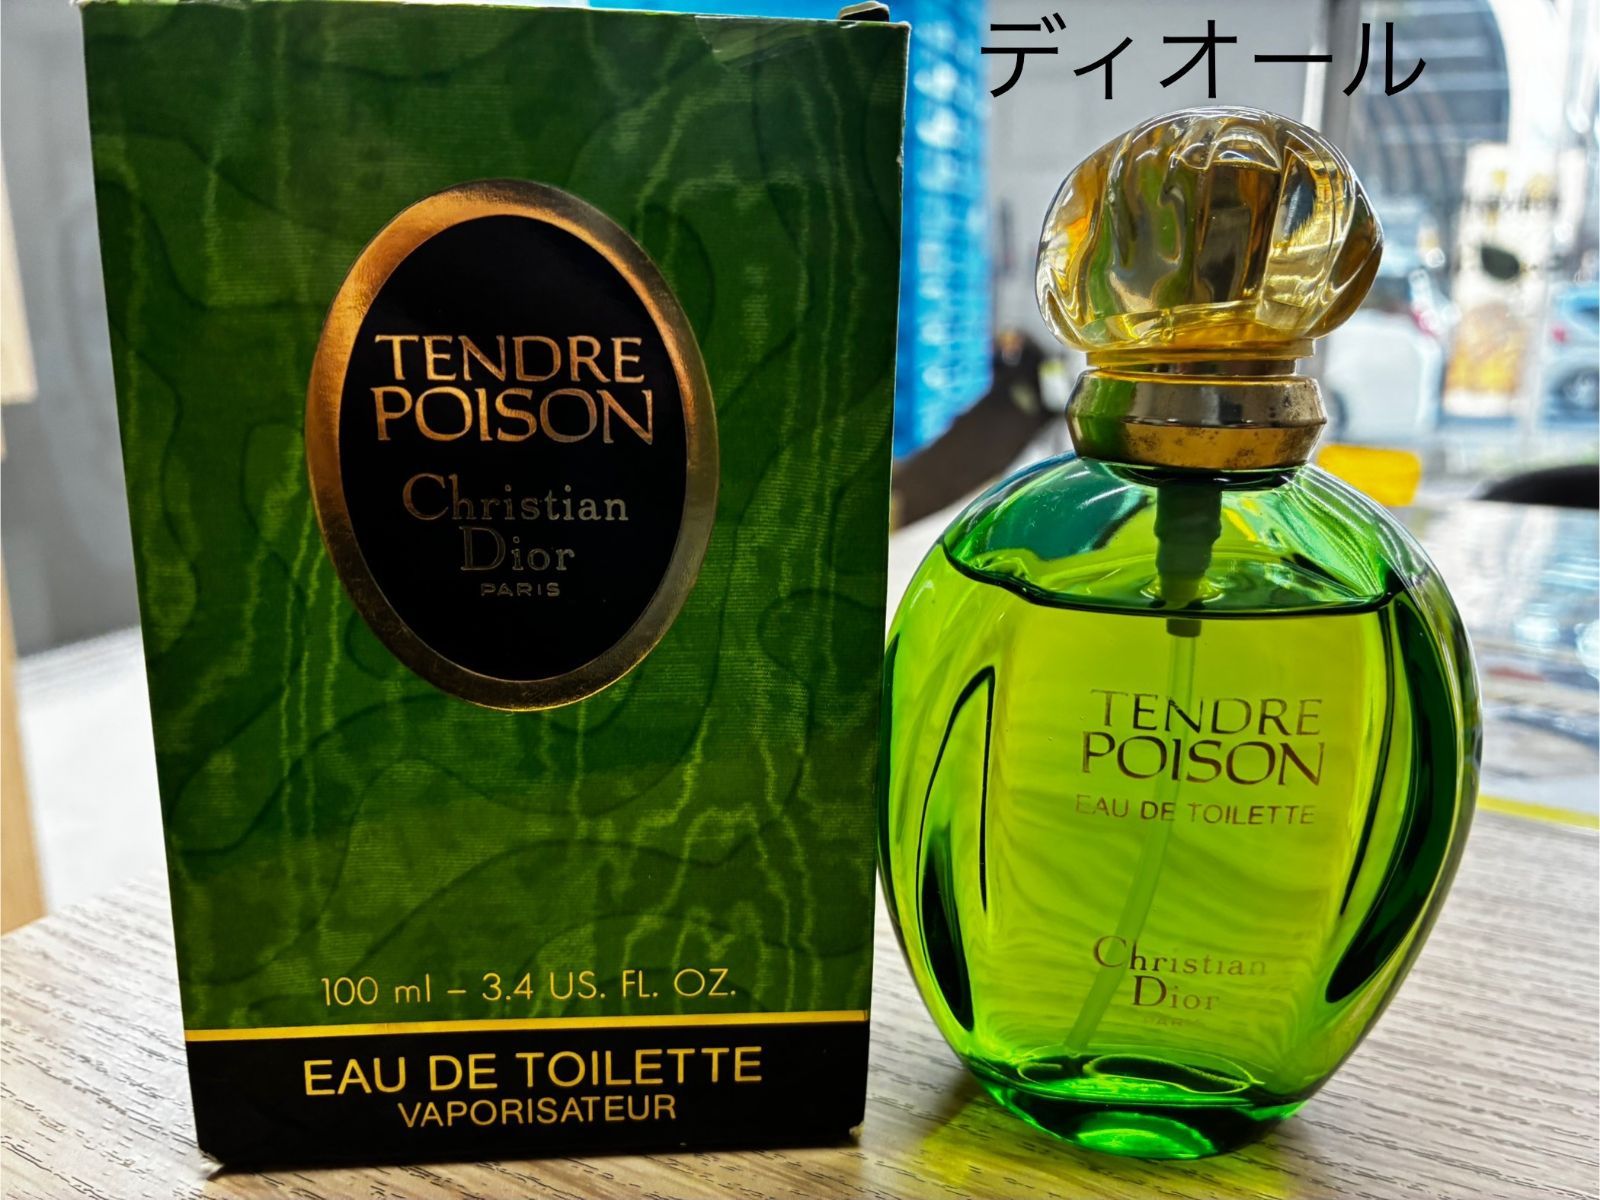 ディオール
TENDRE
POISON
Christian
Dior
PARIS
100 ml – 3.4 US. FL. OZ.
EAU DE TOILETTE
VAPORISATEUR
TENDRE
POISON
EAU DE TOILETTE
Christian
Dior
PARIS